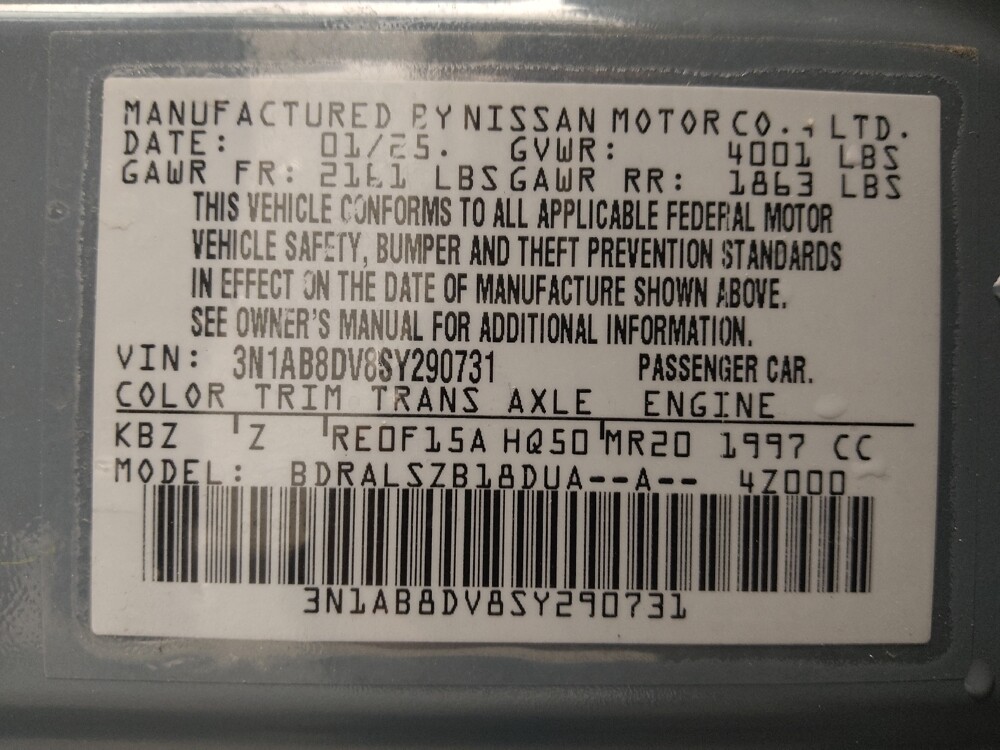 MANUFACTURED BY NISSAN MOTOR CO., LTD.
DATE: 01/25. GVWR: 4001 LBS
GAWR FR: 2161 LBS GAWR RR: 1863 LBS
THIS VEHICLE CONFORMS TO ALL APPLICABLE FEDERAL MOTOR
VEHICLE SAFETY, BUMPER AND THEFT PREVENTION STANDARDS
IN EFFECT ON THE DATE OF MANUFACTURE SHOWN ABOVE.
SEE OWNER'S MANUAL FOR ADDITIONAL INFORMATION.
VIN: 3N1AB8DV8SY290731 PASSENGER CAR.
COLOR TRIM TRANS AXLE ENGINE
KBZ Z RE0F15A HQ50 MR20 1997 CC
MODEL: BDRALSZB18DUA--A-- 4Z000
3N1AB8DV8SY290731